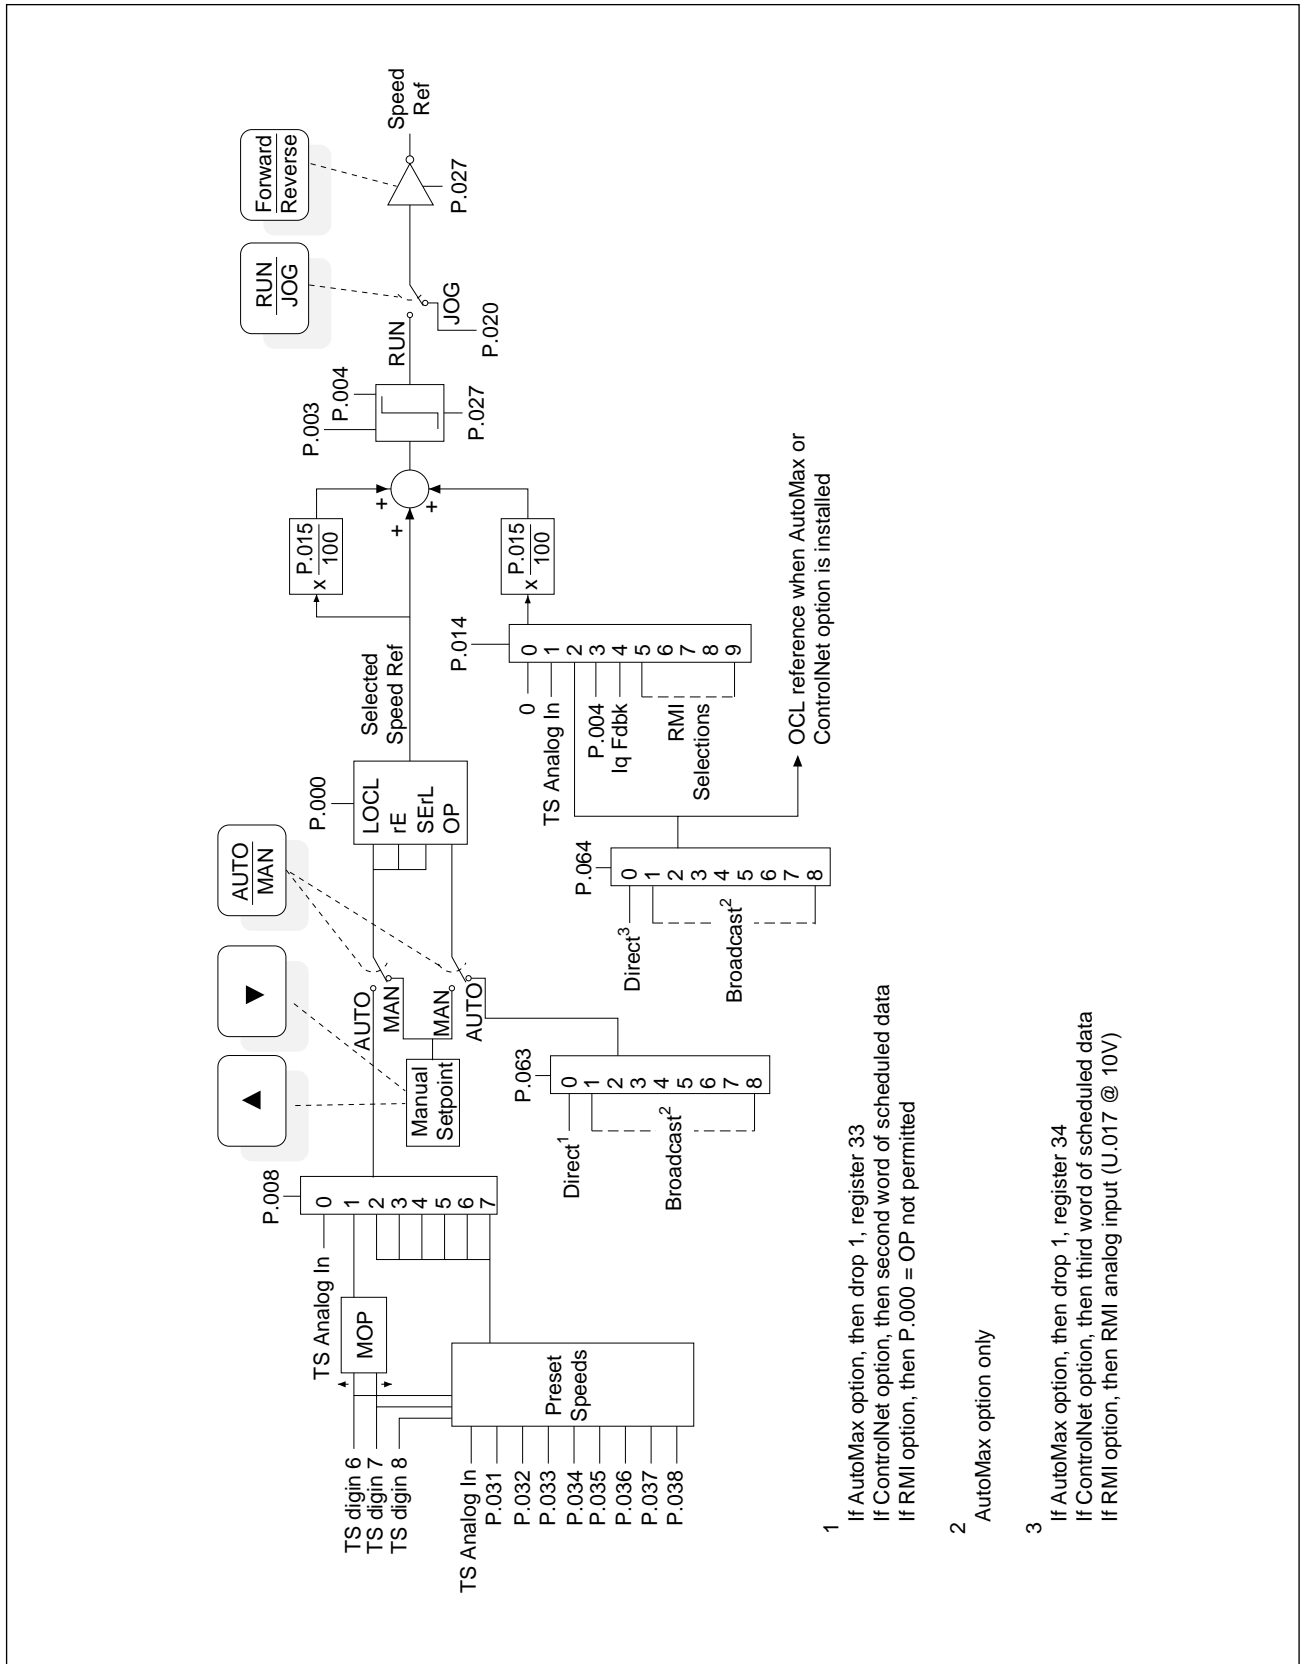 TS digin 6
TS digin 7
TS digin 8
TS Analog In
P.031
P.032
P.033
P.034
P.035
P.036
P.037
P.038
Preset
Speeds
MOP
TS Analog In
P.008
0
1
2
3
4
5
6
7
▲
▼
AUTO
MAN
Manual
Setpoint
AUTO
MAN
MAN
AUTO
Direct1
Broadcast2
P.063
0
1
2
3
4
5
6
7
8
P.000
LOCL
rE
SErL
OP
Selected
Speed Ref
Direct3
Broadcast2
P.064
0
1
2
3
4
5
6
7
8
OCL reference when AutoMax or
ControlNet option is installed
0
TS Analog In
P.004
Iq Fdbk
RMI
Selections
P.014
0
1
2
3
4
5
6
7
8
9
x P.015
100
x P.015
100
+
+
+
P.003
P.004
P.027
RUN
JOG
RUN
JOG
P.020
Forward
Reverse
P.027
Speed
Ref
1
If AutoMax option, then drop 1, register 33
If ControlNet option, then second word of scheduled data
If RMI option, then P.000 = OP not permitted
2
AutoMax option only
3
If AutoMax option, then drop 1, register 34
If ControlNet option, then third word of scheduled data
If RMI option, then RMI analog input (U.017 @ 10V)